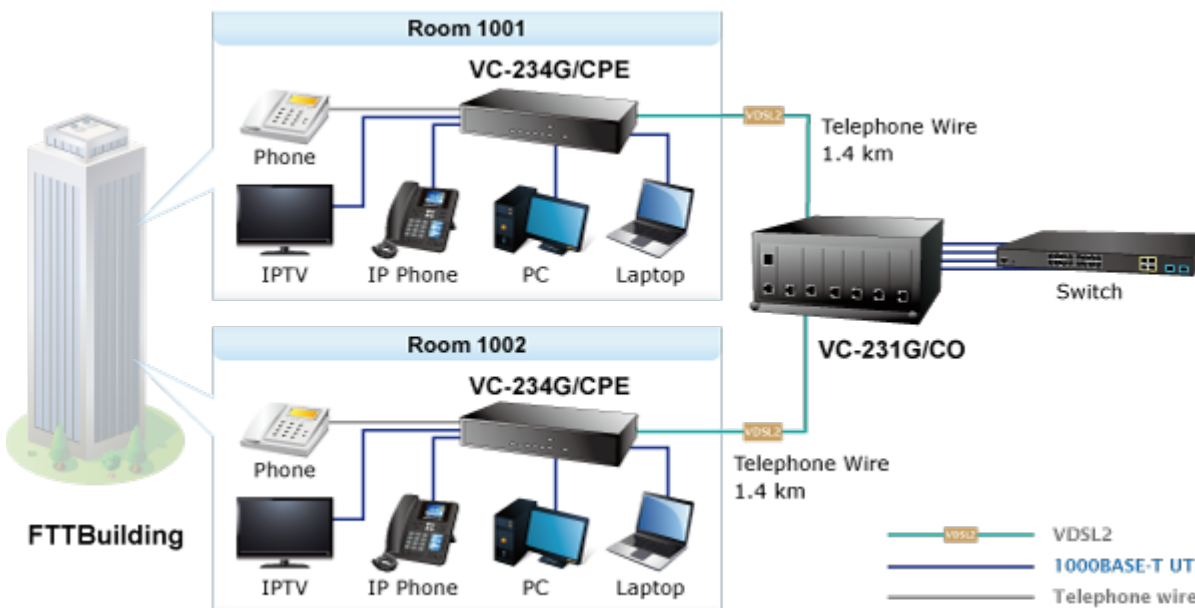 Room 1001
VC-234G/CPE
Phone
IPTV
IP Phone
PC
Laptop
VDSL2
Telephone Wire
1.4 km
Switch
VC-231G/CO
Room 1002
VC-234G/CPE
Phone
IPTV
IP Phone
PC
Laptop
VDSL2
Telephone Wire
1.4 km
FTTBuilding
VDSL2
VDSL2
1000BASE-T UT
Telephone wire